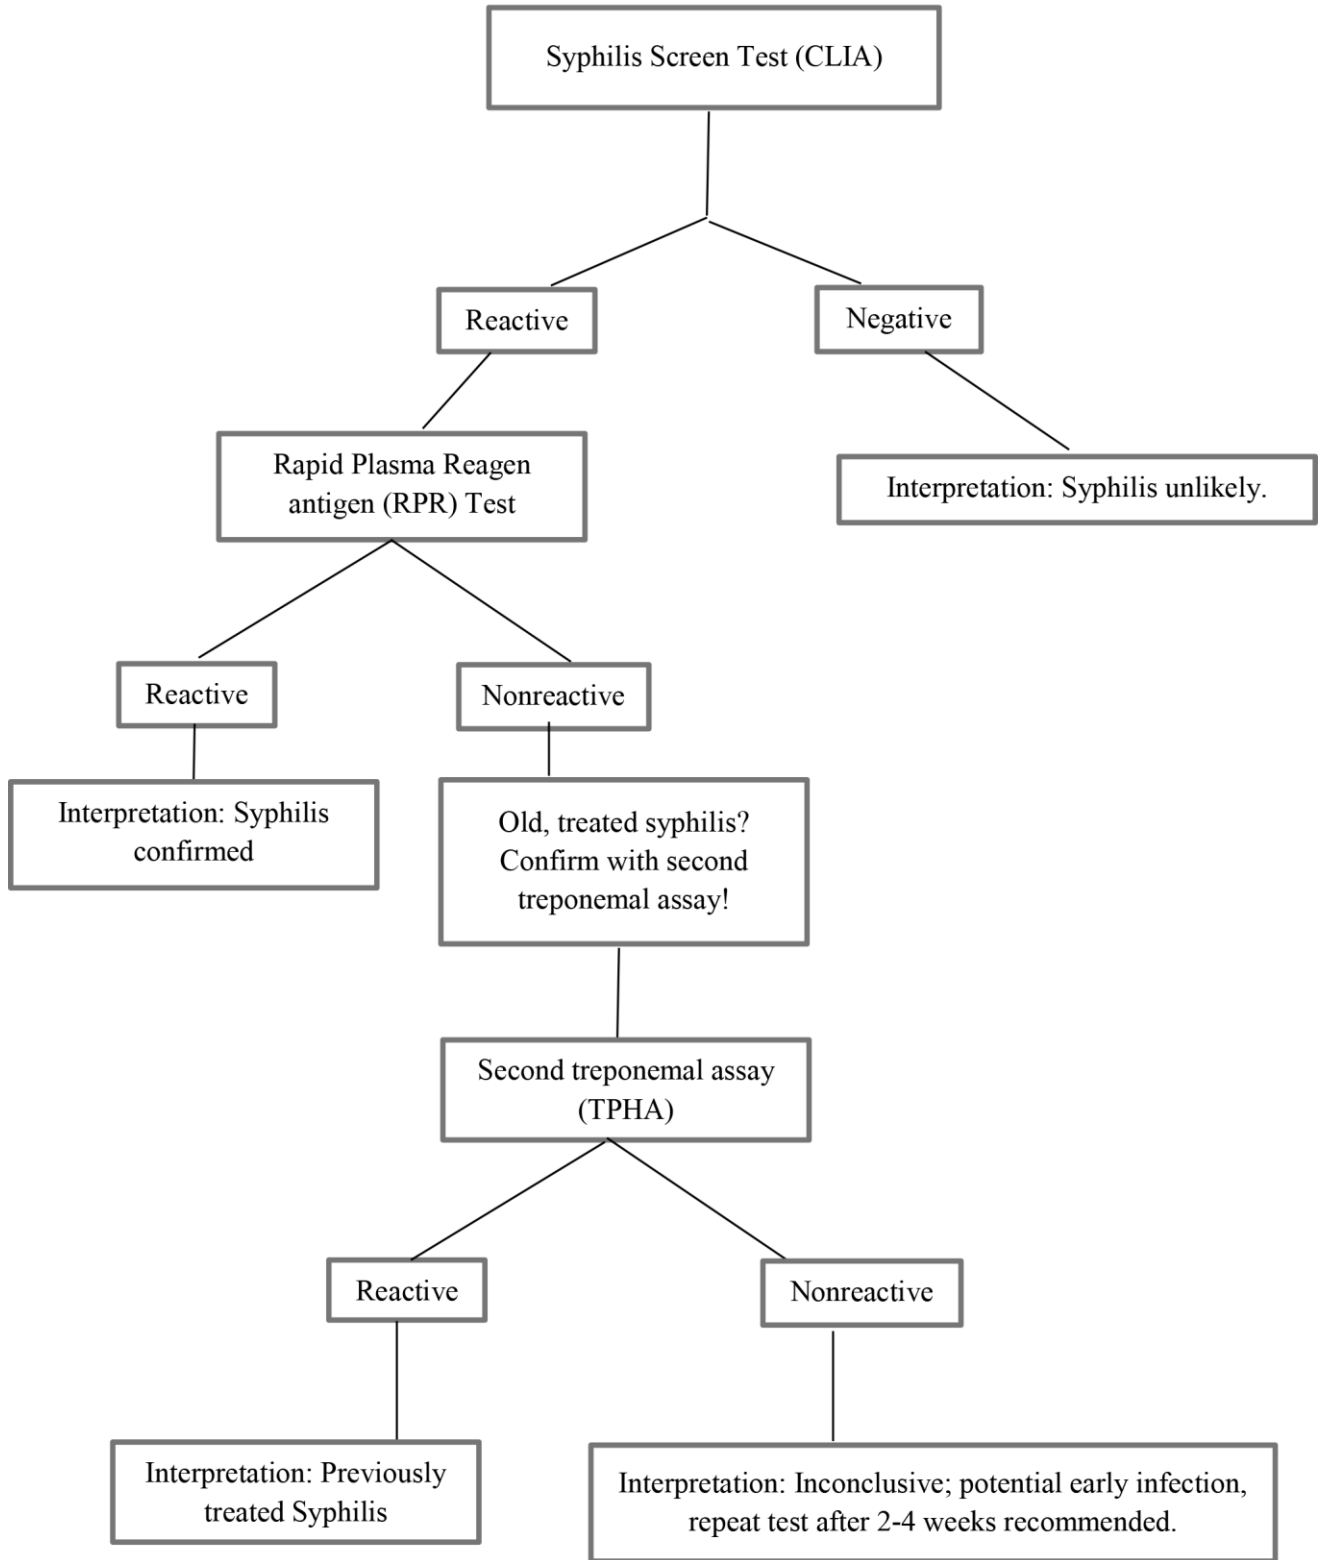 Syphilis Screen Test (CLIA)
Reactive
Negative
Rapid Plasma Reagen
antigen (RPR) Test
Interpretation: Syphilis unlikely.
Reactive
Nonreactive
Interpretation: Syphilis
confirmed
Old, treated syphilis?
Confirm with second
treponemal assay!
Second treponemal assay
(TPHA)
Reactive
Nonreactive
Interpretation: Previously
treated Syphilis
Interpretation: Inconclusive; potential early infection,
repeat test after 2-4 weeks recommended.